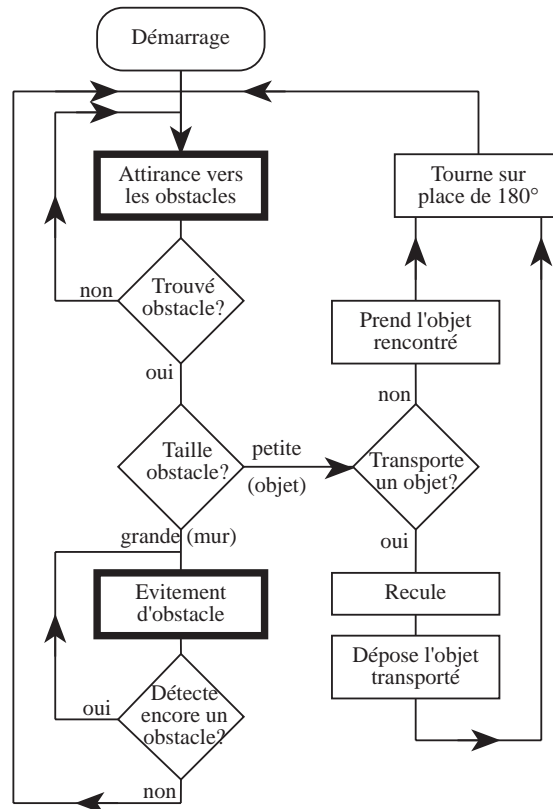 Démarrage
Attirance vers
les obstacles
Tourne sur
place de 180°
non
Trouvé
obstacle?
Prend l'objet
rencontré
oui
non
Taille
obstacle?
petite
(objet)
Transporte
un objet?
grande (mur)
oui
Evitement
d'obstacle
Recule
Dépose l'objet
transporté
Détecte
encore un
obstacle?
oui
non